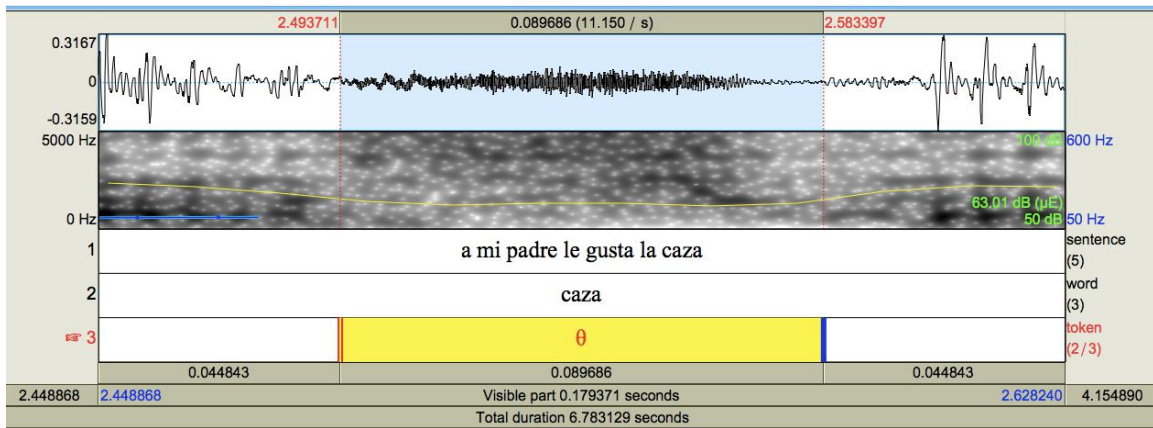 2.493711 0.089686 (11.150 / s) 2.583397
0.3167
0
-0.3159
5000 Hz 100 dB 600 Hz
63.01 dB (µE)
0 Hz 50 dB 50 Hz
1 a mi padre le gusta la caza sentence (5)
2 caza word (3)
☞ 3 θ token (2/3)
0.044843 0.089686 0.044843
2.448868 2.448868 Visible part 0.179371 seconds 2.628240 4.154890
Total duration 6.783129 seconds